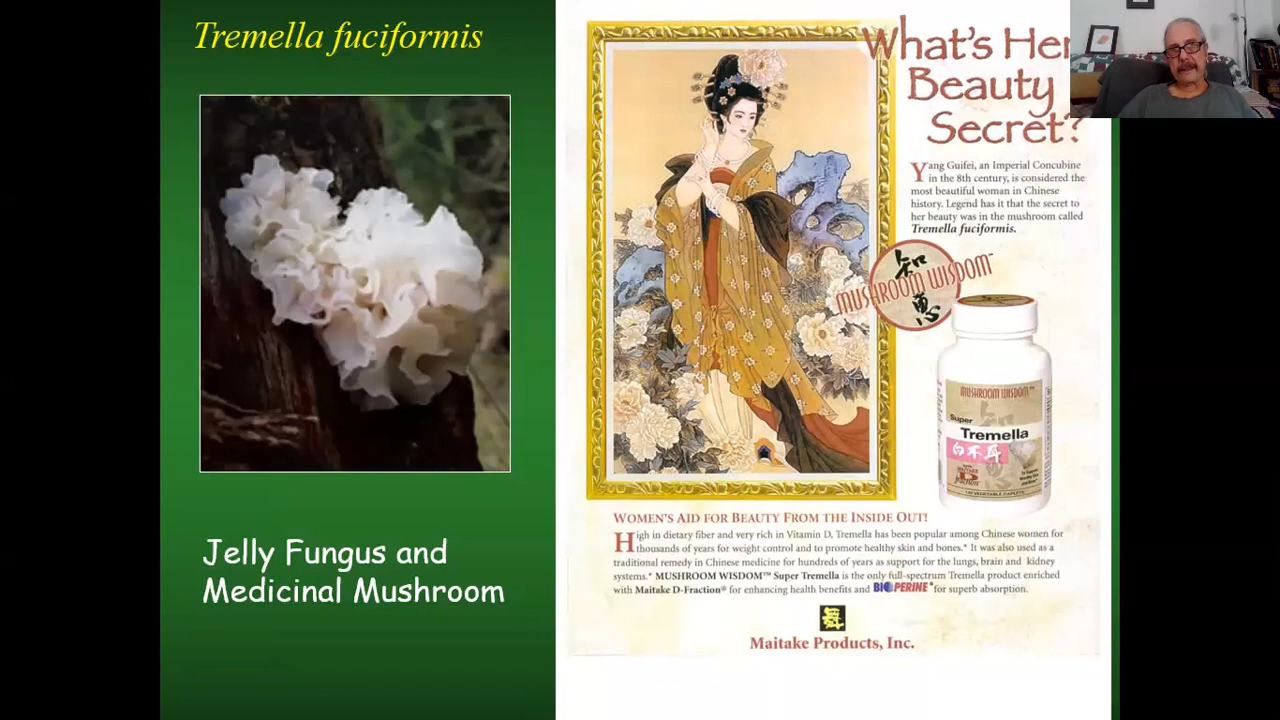 Tremella fuciformis
Jelly Fungus and
Medicinal Mushroom
What's Her
Beauty
Secret?
Yang Guifei, an Imperial Concubine
in the 8th century, is considered the
most beautiful woman in Chinese
history. Legend has it that the secret to
her beauty was in the mushroom called
Tremella fuciformis.
智
慧
MUSHROOM WISDOM™
MUSHROOM WISDOM™
Super
Tremella
白木耳
WITH
MAITAKE
D
fraction
WOMEN'S AID FOR BEAUTY FROM THE INSIDE OUT!
High in dietary fiber and very rich in Vitamin D, Tremella has been popular among Chinese women for
thousands of years for weight control and to promote healthy skin and bones.* It was also used as a
traditional remedy in Chinese medicine for hundreds of years as support for the lungs, brain and kidney
systems.* MUSHROOM WISDOM™ Super Tremella is the only full-spectrum Tremella product enriched
with Maitake D-Fraction® for enhancing health benefits and BIOPERINE® for superb absorption.
Maitake Products, Inc.